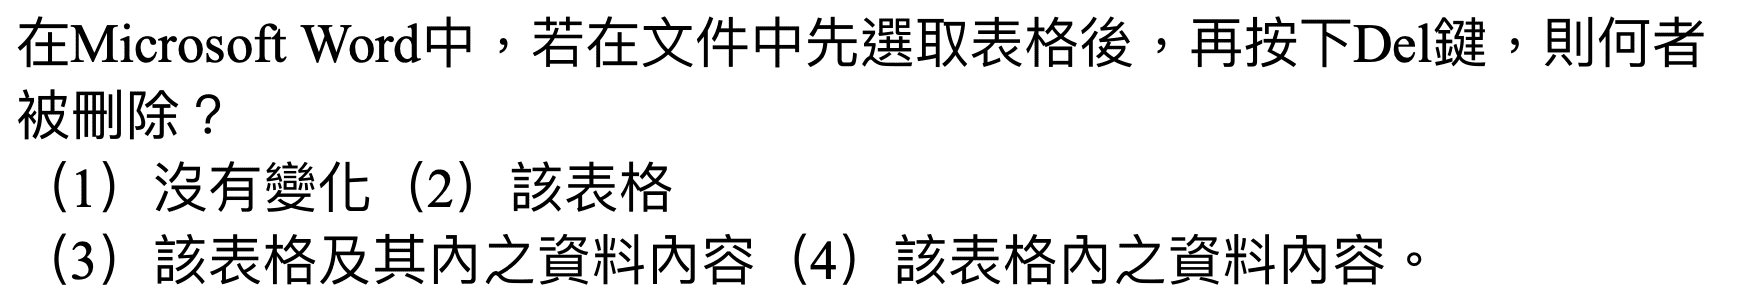 在Microsoft Word中，若在文件中先選取表格後，再按下Del鍵，則何者
被刪除？
（1）沒有變化（2）該表格
（3）該表格及其內之資料內容（4）該表格內之資料內容。